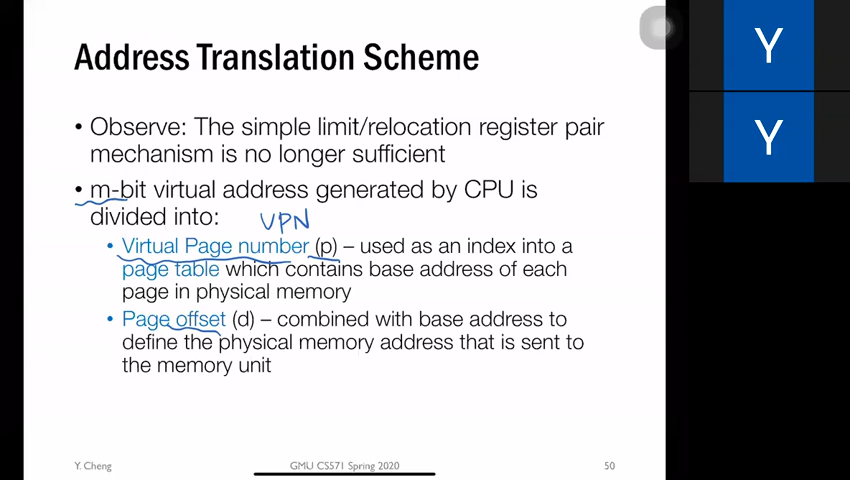 Address Translation Scheme
• Observe: The simple limit/relocation register pair
mechanism is no longer sufficient
• m-bit virtual address generated by CPU is
divided into:
VPN
• Virtual Page number (p) – used as an index into a
page table which contains base address of each
page in physical memory
• Page offset (d) – combined with base address to
define the physical memory address that is sent to
the memory unit
Y. Cheng
GMU CS571 Spring 2020
50
Y
Y